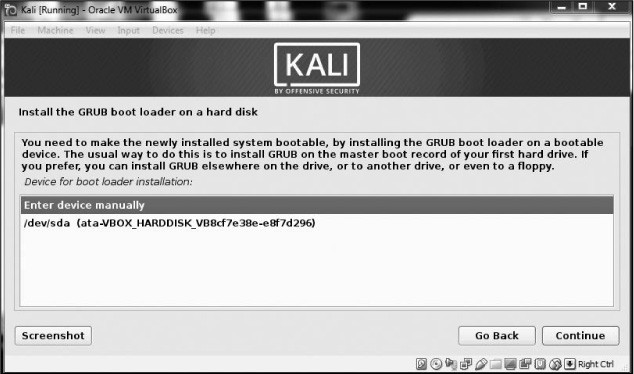 Kali [Running] - Oracle VM VirtualBox
File Machine View Input Devices Help
KALI
BY OFFENSIVE SECURITY
Install the GRUB boot loader on a hard disk
You need to make the newly installed system bootable, by installing the GRUB boot loader on a bootable
device. The usual way to do this is to install GRUB on the master boot record of your first hard drive. If
you prefer, you can install GRUB elsewhere on the drive, or to another drive, or even to a floppy.
Device for boot loader installation:
Enter device manually
/dev/sda (ata-VBOX_HARDDISK_VB8cf7e38e-e8f7d296)
Screenshot
Go Back
Continue
Right Ctrl